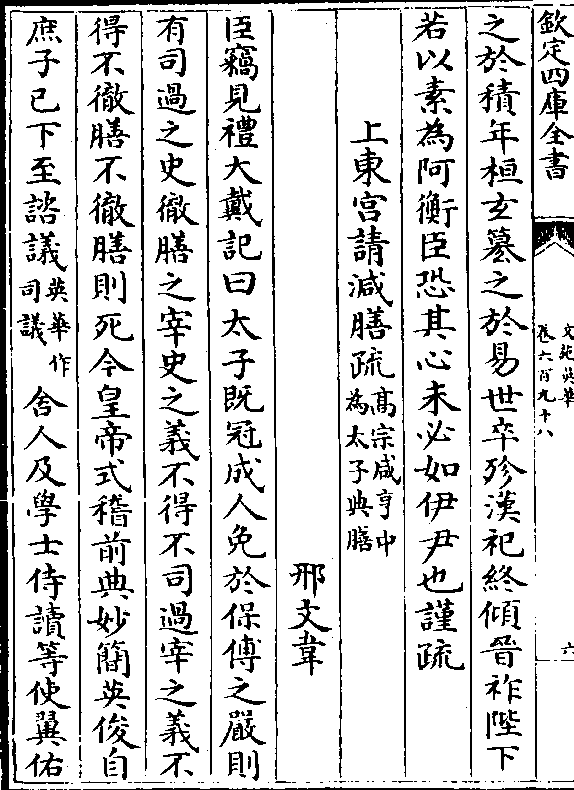 欽定四庫全書
文苑英華
卷六百九十八
六
之於積年桓玄簒之於易世卒殄漢祀終傾晉祚陛下
若以素為阿衡臣恐其心未必如伊尹也謹疏
上東宫請減膳疏高宗咸亨中
為太子典膳
邢文韋
臣竊見禮大戴記曰太子既冠成人免於保傅之嚴則
有司過之史徹膳之宰史之義不得不司過宰之義不
得不徹膳不徹膳則死今皇帝式稽前典妙簡英俊自
庶子已下至諮議英華作
司議舍人及學士侍讀等使翼佑